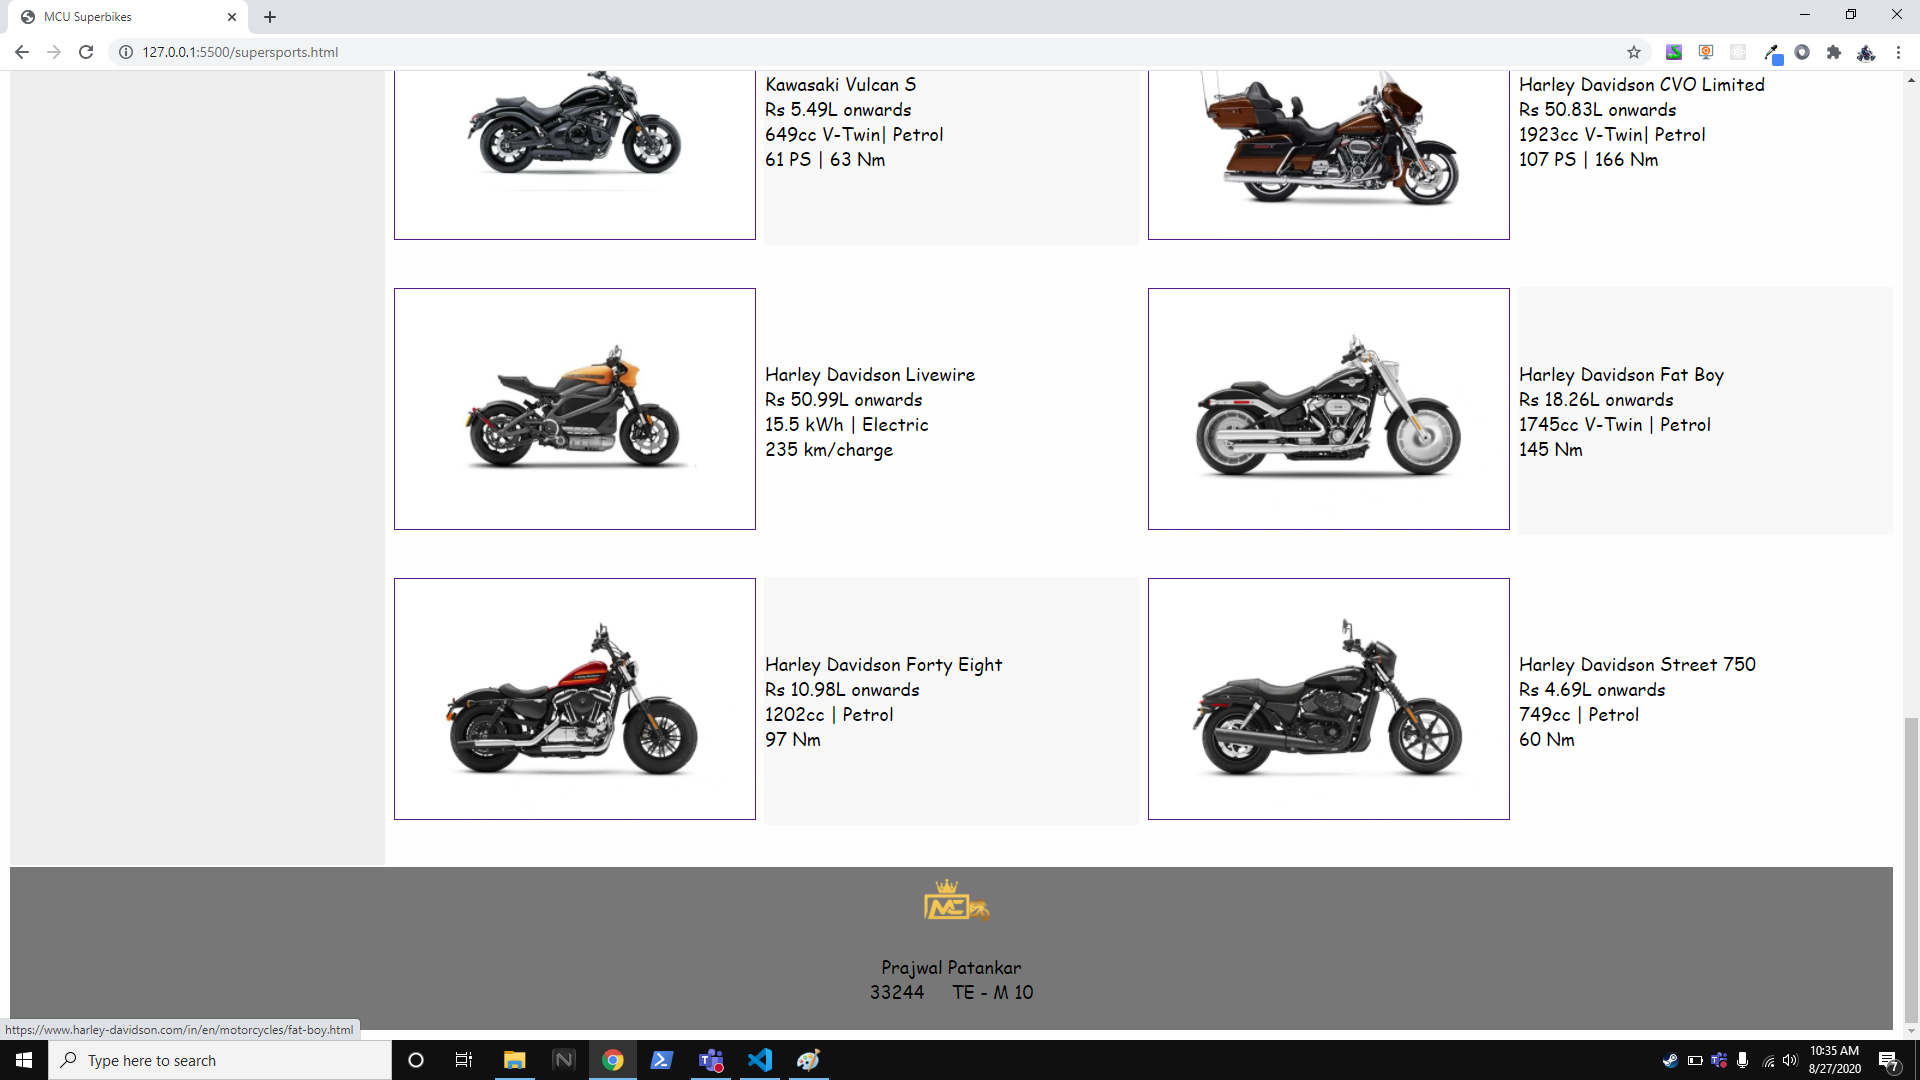 MCU Superbikes
127.0.0.1:5500/supersports.html
Kawasaki Vulcan S
Rs 5.49L onwards
649cc V-Twin| Petrol
61 PS | 63 Nm
Harley Davidson CVO Limited
Rs 50.83L onwards
1923cc V-Twin| Petrol
107 PS | 166 Nm
Harley Davidson Livewire
Rs 50.99L onwards
15.5 kWh | Electric
235 km/charge
Harley Davidson Fat Boy
Rs 18.26L onwards
1745cc V-Twin | Petrol
145 Nm
Harley Davidson Forty Eight
Rs 10.98L onwards
1202cc | Petrol
97 Nm
Harley Davidson Street 750
Rs 4.69L onwards
749cc | Petrol
60 Nm
MC
Prajwal Patankar
33244 TE - M 10
https://www.harley-davidson.com/in/en/motorcycles/fat-boy.html
Type here to search
10:35 AM
8/27/2020
7